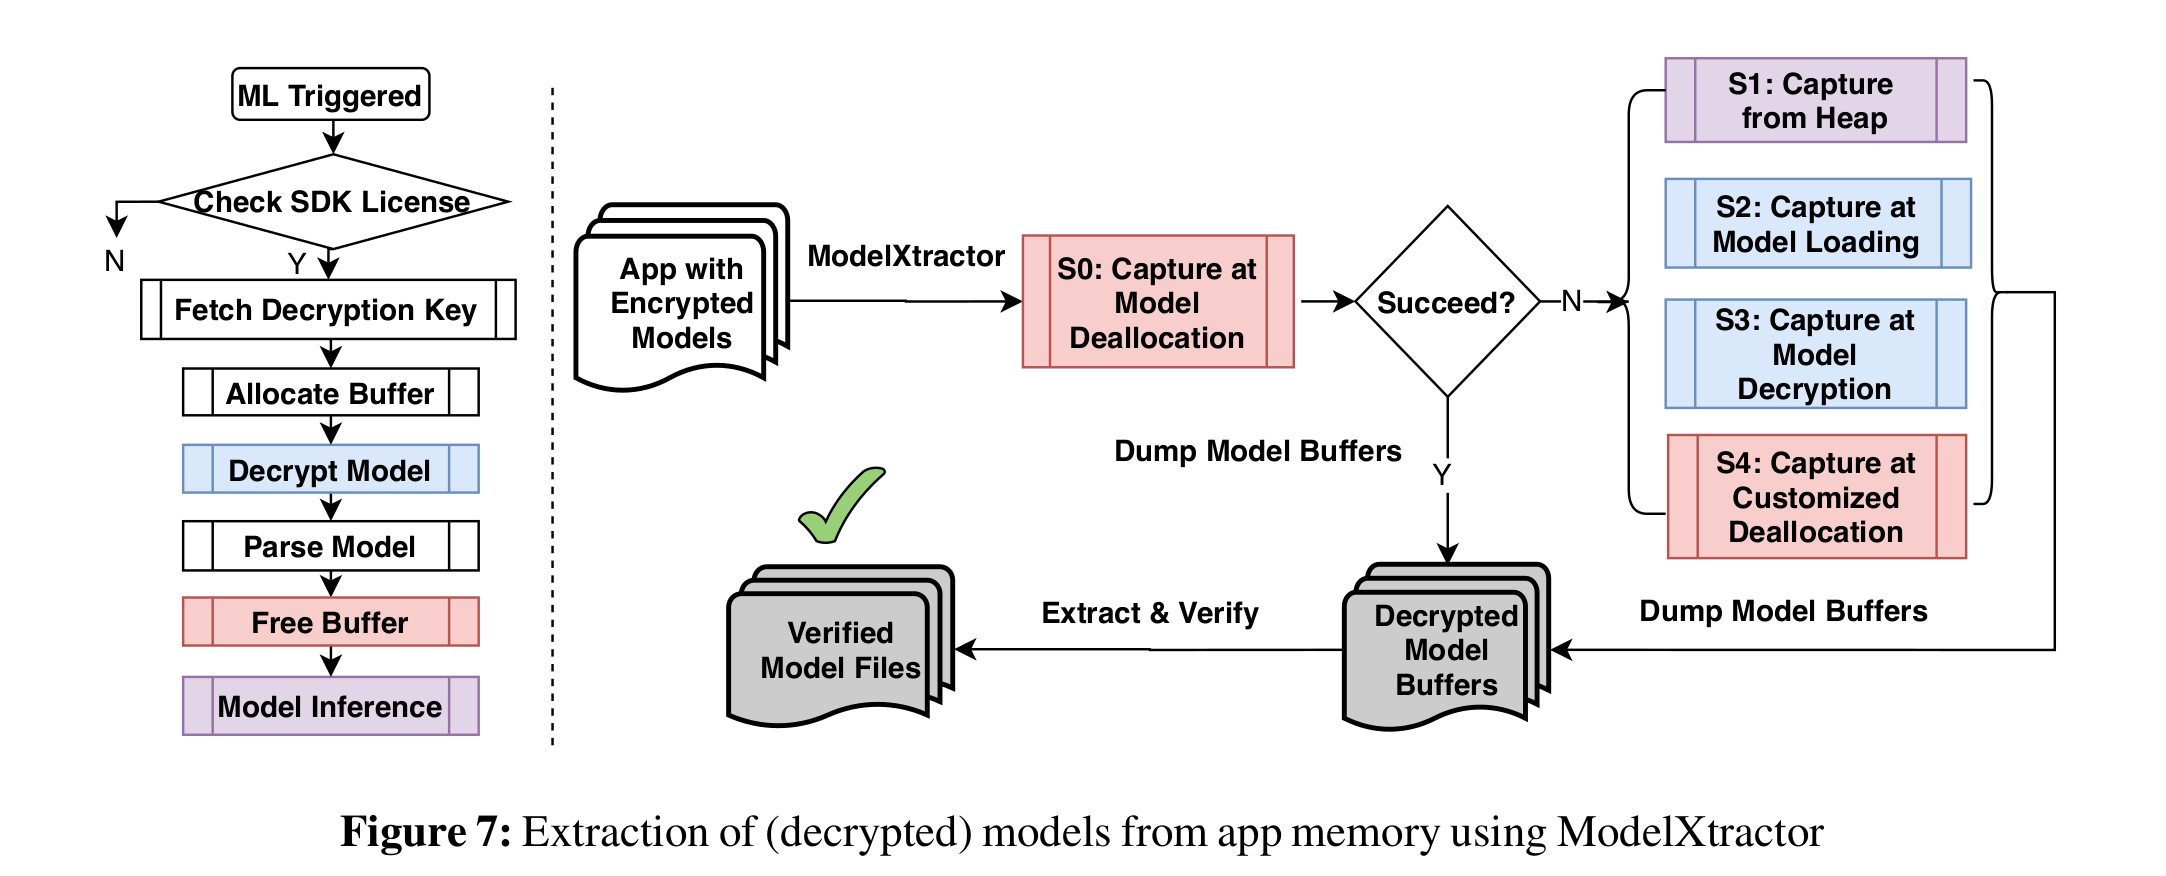 ML Triggered
Check SDK License
N
Y
Fetch Decryption Key
Allocate Buffer
Decrypt Model
Parse Model
Free Buffer
Model Inference
App with
Encrypted
Models
ModelXtractor
S0: Capture at
Model
Deallocation
Succeed?
N
S1: Capture
from Heap
S2: Capture at
Model Loading
S3: Capture at
Model
Decryption
S4: Capture at
Customized
Deallocation
Dump Model Buffers
Y
Dump Model Buffers
Decrypted
Model
Buffers
Extract & Verify
Verified
Model Files
Figure 7: Extraction of (decrypted) models from app memory using ModelXtractor